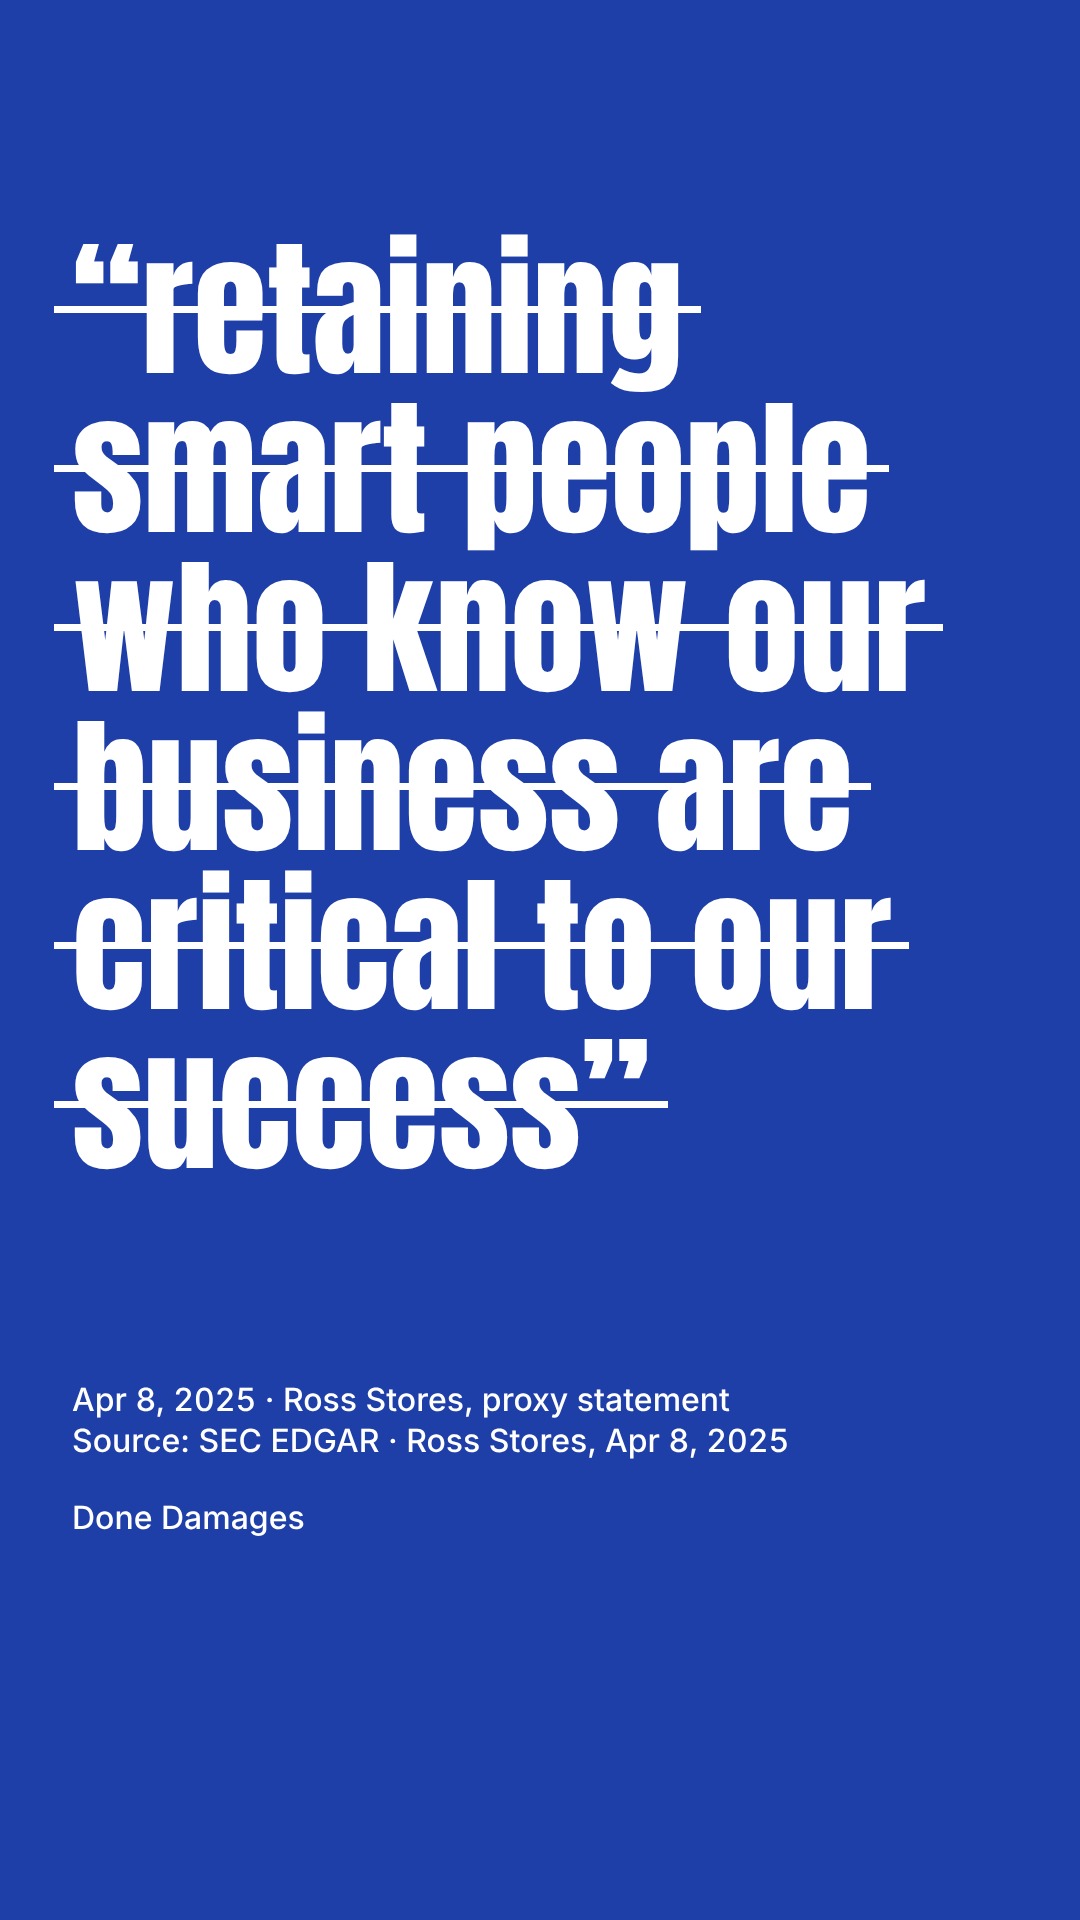 “retaining
smart people
who know our
business are
critical to our
success”
Apr 8, 2025 · Ross Stores, proxy statement
Source: SEC EDGAR · Ross Stores, Apr 8, 2025
Done Damages